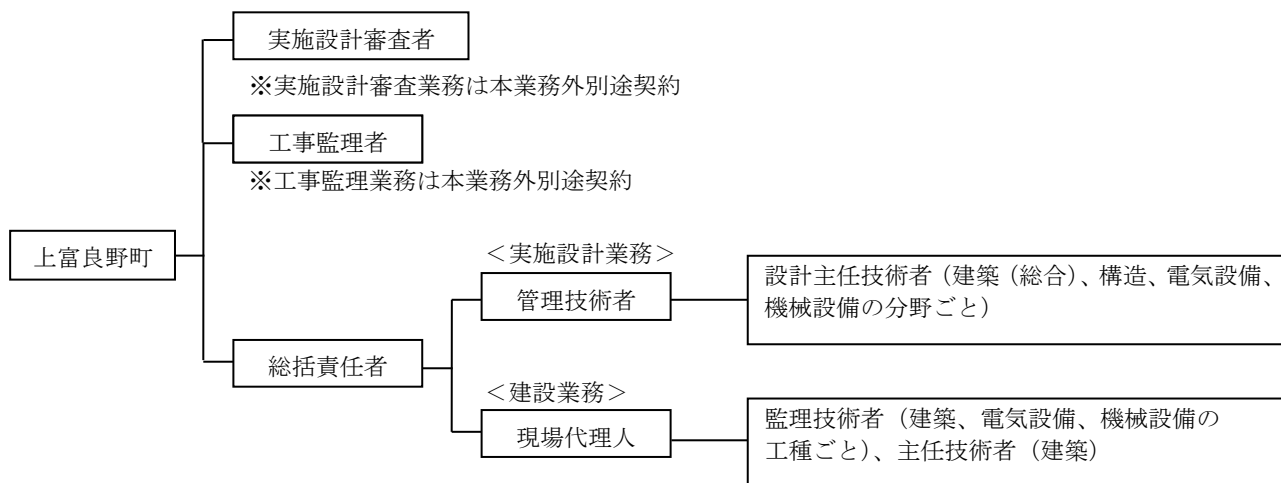 実施設計審査者
※実施設計審査業務は本業務外別途契約
工事監理者
※工事監理業務は本業務外別途契約
上富良野町
総括責任者
＜実施設計業務＞
管理技術者
設計主任技術者（建築（総合）、構造、電気設備、
機械設備の分野ごと）
＜建設業務＞
現場代理人
監理技術者（建築、電気設備、機械設備の
工種ごと）、主任技術者（建築）